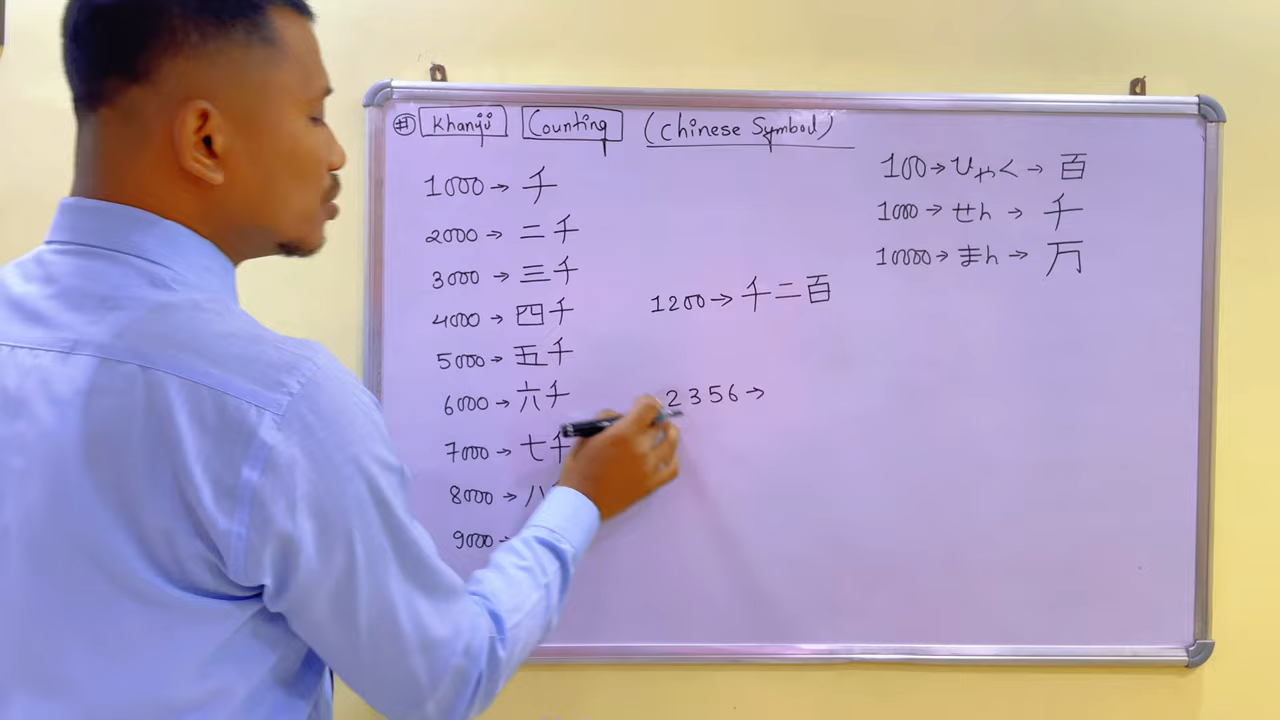 # Khanji Counting (Chinese Symbol)
1000 → 千
2000 → 二千
3000 → 三千
4000 → 四千
5000 → 五千
6000 → 六千
7000 → 七千
8000 → 八
9000 →
1200 → 千二百
2356 →
100 → ひゃく → 百
1000 → せん → 千
10000 → まん → 万